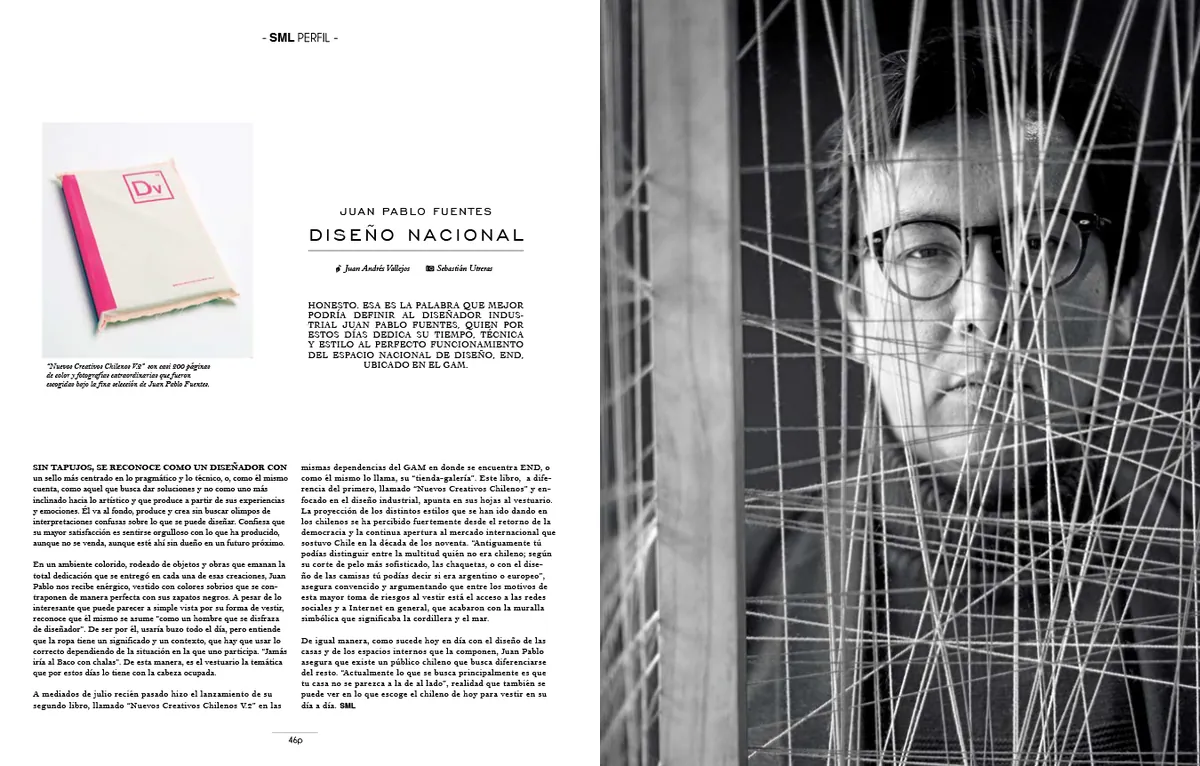 - SML PERFIL -
Dv
JUAN PABLO FUENTES
DISEÑO NACIONAL
Juan Andrés Vallejos Sebastián Utreras
HONESTO. ESA ES LA PALABRA QUE MEJOR
PODRÍA DEFINIR AL DISEÑADOR INDUS-
TRIAL JUAN PABLO FUENTES, QUIEN POR
ESTOS DÍAS DEDICA SU TIEMPO, TÉCNICA
Y ESTILO AL PERFECTO FUNCIONAMIENTO
DEL ESPACIO NACIONAL DE DISEÑO, END,
UBICADO EN EL GAM.
"Nuevos Creativos Chilenos V.2" son casi 200 páginas
de color y fotografías extraordinarias que fueron
escogidas bajo la fina selección de Juan Pablo Fuentes.
SIN TAPUJOS, SE RECONOCE COMO UN DISEÑADOR CON
un sello más centrado en lo pragmático y lo técnico, o, como él mismo
cuenta, como aquel que busca dar soluciones y no como uno más
inclinado hacia lo artístico y que produce a partir de sus experiencias
y emociones. Él va al fondo, produce y crea sin buscar olimpos de
interpretaciones confusas sobre lo que se puede diseñar. Confiesa que
su mayor satisfacción es sentirse orgulloso con lo que ha producido,
aunque no se venda, aunque esté ahí sin dueño en un futuro próximo.
En un ambiente colorido, rodeado de objetos y obras que emanan la
total dedicación que se entregó en cada una de esas creaciones, Juan
Pablo nos recibe enérgico, vestido con colores sobrios que se con-
traponen de manera perfecta con sus zapatos negros. A pesar de lo
interesante que puede parecer a simple vista por su forma de vestir,
reconoce que él mismo se asume "como un hombre que se disfraza
de diseñador". De ser por él, usaría buzo todo el día, pero entiende
que la ropa tiene un significado y un contexto, que hay que usar lo
correcto dependiendo de la situación en la que uno participa. "Jamás
iría al Baco con chalas". De esta manera, es el vestuario la temática
que por estos días lo tiene con la cabeza ocupada.
A mediados de julio recién pasado hizo el lanzamiento de su
segundo libro, llamado "Nuevos Creativos Chilenos V.2" en las
mismas dependencias del GAM en donde se encuentra END, o
como él mismo lo llama, su "tienda-galería". Este libro, a dife-
rencia del primero, llamado "Nuevos Creativos Chilenos" y en-
focado en el diseño industrial, apunta en sus hojas al vestuario.
La proyección de los distintos estilos que se han ido dando en
los chilenos se ha percibido fuertemente desde el retorno de la
democracia y la continua apertura al mercado internacional que
sostuvo Chile en la década de los noventa. "Antiguamente tú
podías distinguir entre la multitud quién no era chileno; según
su corte de pelo más sofisticado, las chaquetas, o con el dise-
ño de las camisas tú podías decir si era argentino o europeo",
asegura convencido y argumentando que entre los motivos de
esta mayor toma de riesgos al vestir está el acceso a las redes
sociales y a Internet en general, que acabaron con la muralla
simbólica que significaba la cordillera y el mar.
De igual manera, como sucede hoy en día con el diseño de las
casas y de los espacios internos que la componen, Juan Pablo
asegura que existe un público chileno que busca diferenciarse
del resto. "Actualmente lo que se busca principalmente es que
tu casa no se parezca a la de al lado", realidad que también se
puede ver en lo que escoge el chileno de hoy para vestir en su
día a día. SML
46p